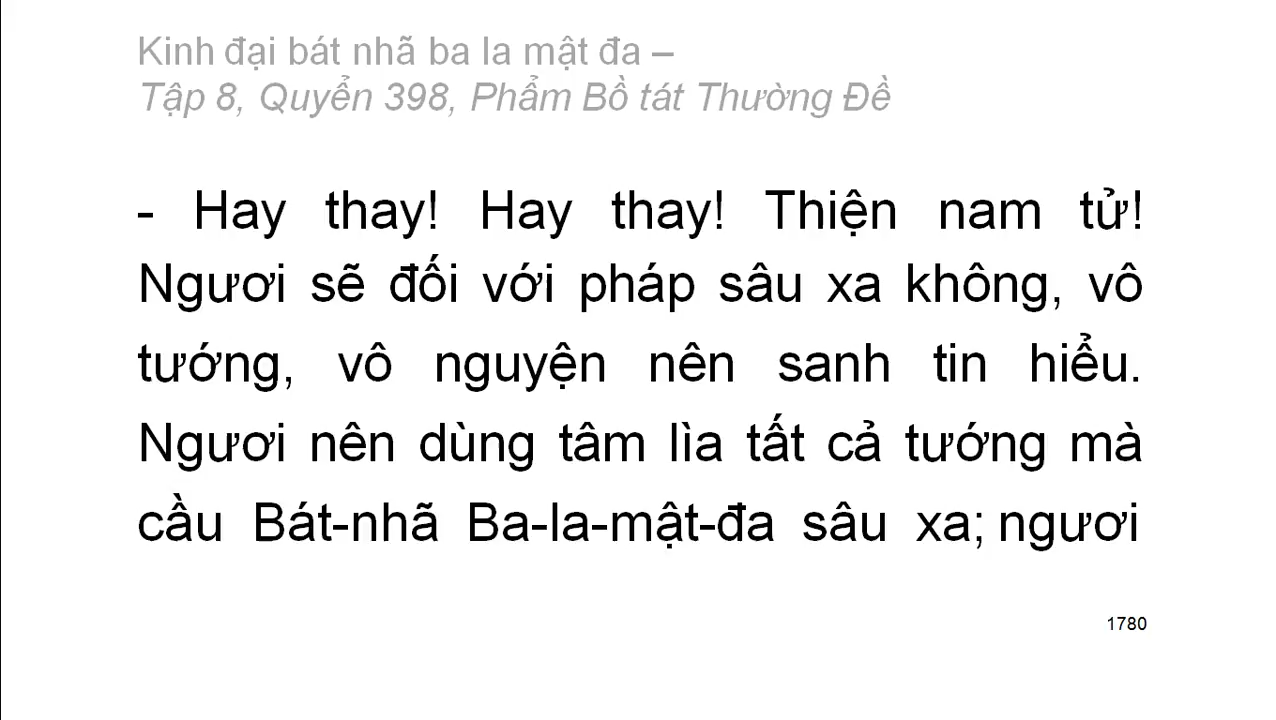 Kinh đại bát nhã ba la mật đa –
Tập 8, Quyển 398, Phẩm Bồ tát Thường Đề
- Hay thay! Hay thay! Thiện nam tử!
Ngươi sẽ đối với pháp sâu xa không, vô
tướng, vô nguyện nên sanh tin hiểu.
Ngươi nên dùng tâm lìa tất cả tướng mà
cầu Bát-nhã Ba-la-mật-đa sâu xa; ngươi
1780